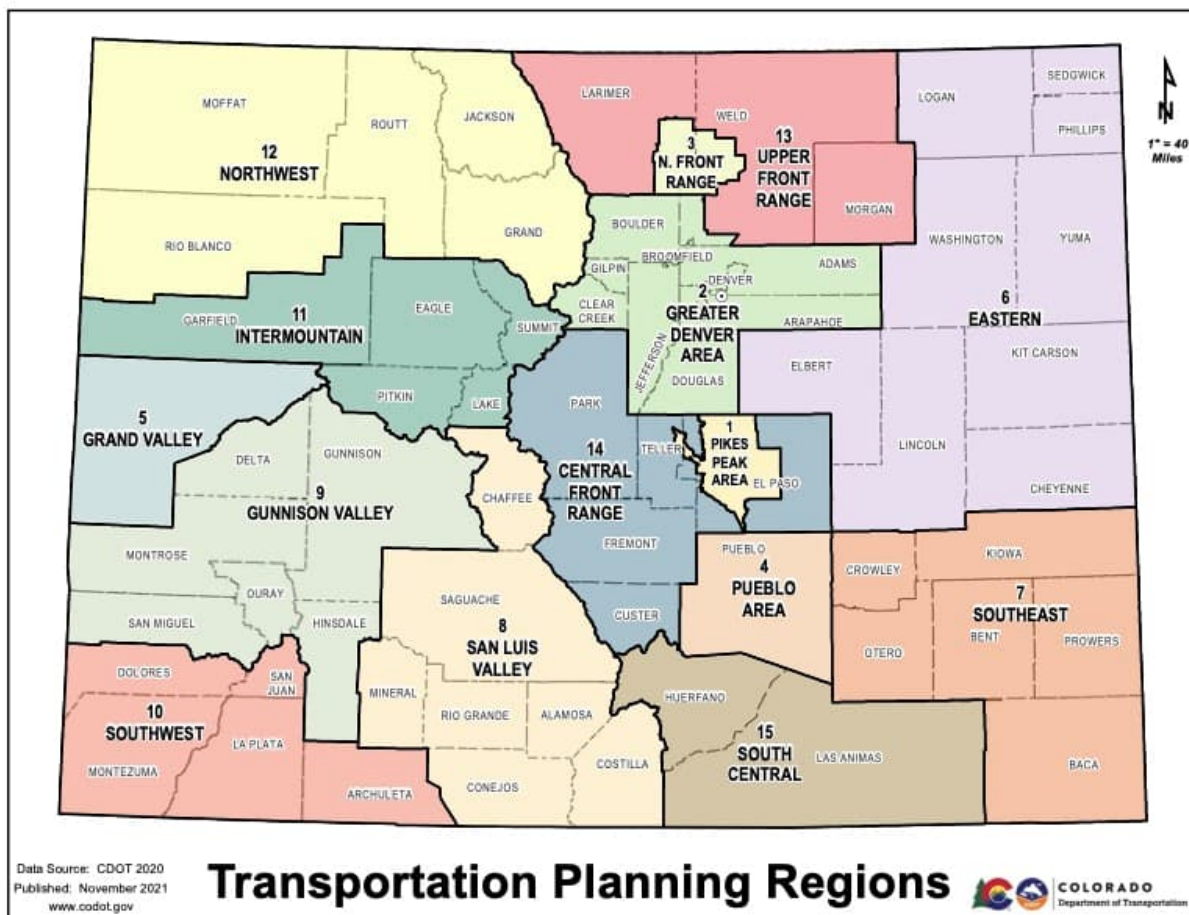 MOFFAT
ROUTT
JACKSON
LARIMER
WELD
LOGAN
SEDGWICK
PHILLIPS
N
1" = 40
Miles
12
NORTHWEST
3
N. FRONT
RANGE
13
UPPER
FRONT
RANGE
MORGAN
RIO BLANCO
GRAND
BOULDER
BROOMFIELD
GILPIN
DENVER
ADAMS
WASHINGTON
YUMA
CLEAR
CREEK
2
GREATER
DENVER
AREA
ARAPAHOE
JEFFERSON
DOUGLAS
6
EASTERN
GARFIELD
11
INTERMOUNTAIN
EAGLE
SUMMIT
ELBERT
KIT CARSON
PITKIN
LAKE
PARK
5
GRAND VALLEY
DELTA
GUNNISON
14
CENTRAL
FRONT
RANGE
TELLER
1
PIKES
PEAK
AREA
EL PASO
LINCOLN
CHEYENNE
9
GUNNISON VALLEY
CHAFFEE
MONTROSE
FREMONT
PUEBLO
4
PUEBLO
AREA
CROWLEY
KIOWA
OURAY
SAN MIGUEL
HINSDALE
SAGUACHE
CUSTER
7
SOUTHEAST
OTERO
BENT
PROWERS
8
SAN LUIS
VALLEY
DOLORES
SAN
JUAN
MINERAL
RIO GRANDE
ALAMOSA
HUERFANO
10
SOUTHWEST
LA PLATA
MONTEZUMA
ARCHULETA
CONEJOS
COSTILLA
15
SOUTH
CENTRAL
LAS ANIMAS
BACA
Data Source: CDOT 2020
Published: November 2021
www.codot.gov
Transportation Planning Regions
COLORADO
Department of Transportation